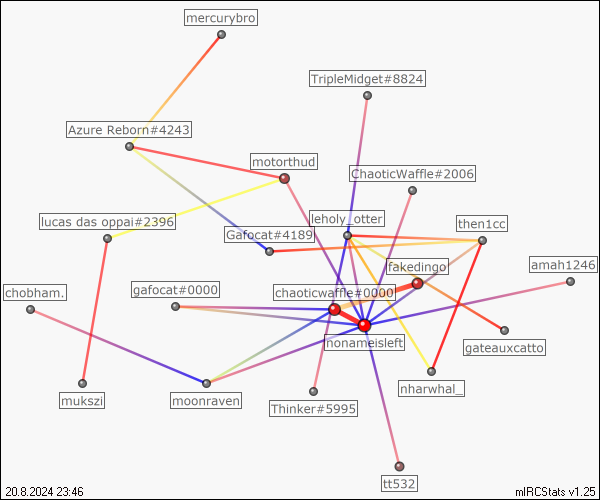 mercurybro
TripleMidget#8824
Azure Reborn#4243
motorthud
ChaoticWaffle#2006
lucas das oppai#2396
leholy_otter
then1cc
Gafocat#4189
fakedingo
amah1246
chobham.
gafocat#0000
chaoticwaffle#0000
nonameisleft
gateauxcatto
mukszi
moonraven
Thinker#5995
nharwhal_
tt532
20.8.2024 23:46
mIRCStats v1.25